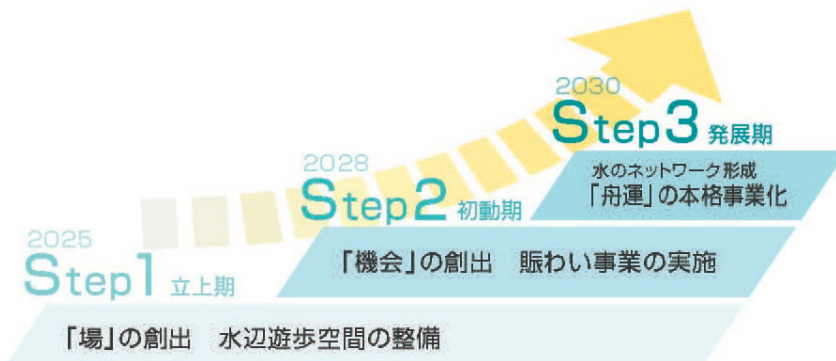 2030
Step3 発展期
水のネットワーク形成
「舟運」の本格事業化
2028
Step2 初動期
「機会」の創出　賑わい事業の実施
2025
Step1 立上期
「場」の創出　水辺遊歩空間の整備